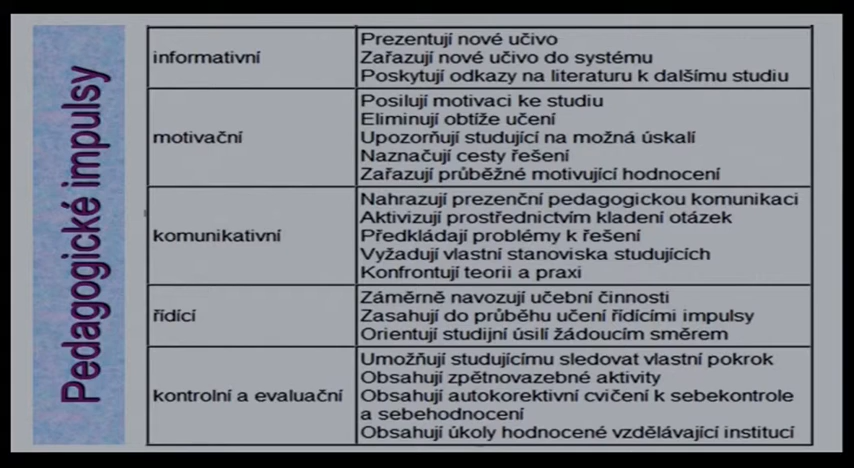 Pedagogické impulsy
informativní
Prezentují nové učivo
Zařazují nové učivo do systému
Poskytují odkazy na literaturu k dalšímu studiu
motivační
Posilují motivaci ke studiu
Eliminují obtíže učení
Upozorňují studující na možná úskalí
Naznačují cesty řešení
Zařazují průběžné motivující hodnocení
komunikativní
Nahrazují prezenční pedagogickou komunikaci
Aktivizují prostřednictvím kladení otázek
Předkládají problémy k řešení
Vyžadují vlastní stanoviska studujících
Konfrontují teorii a praxi
řídící
Záměrně navozují učební činnosti
Zasahují do průběhu učení řídícími impulsy
Orientují studijní úsilí žádoucím směrem
kontrolní a evaluační
Umožňují studujícímu sledovat vlastní pokrok
Obsahují zpětnovazebné aktivity
Obsahují autokorektivní cvičení k sebekontrole
a sebehodnocení
Obsahují úkoly hodnocené vzdělávající institucí